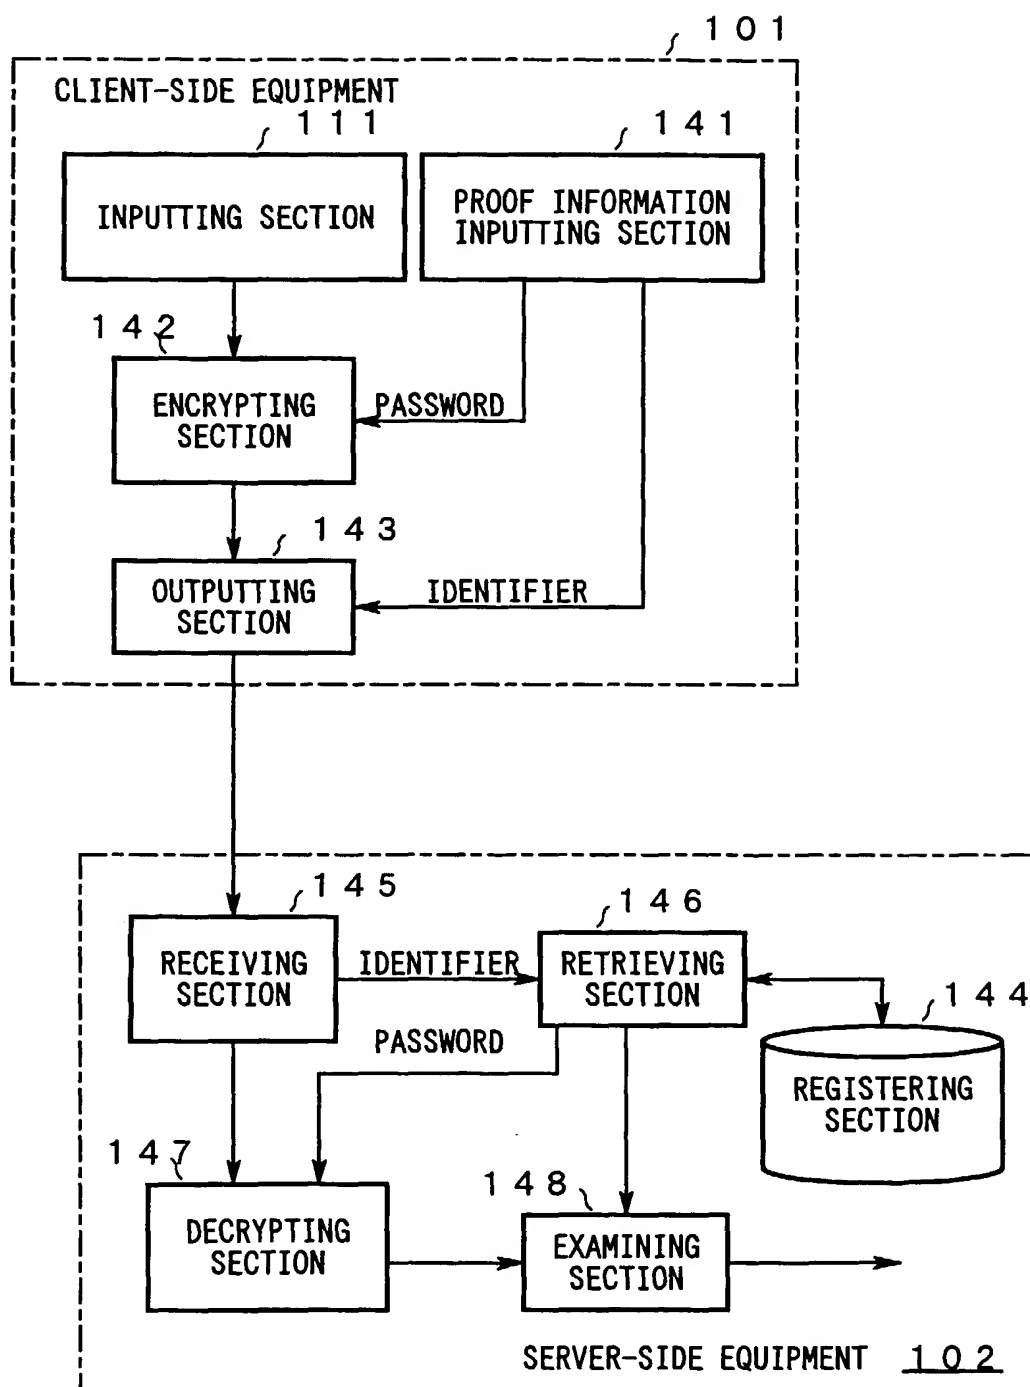 101
CLIENT-SIDE EQUIPMENT
111
141
INPUTTING SECTION
PROOF INFORMATION
INPUTTING SECTION
142
ENCRYPTING
SECTION
PASSWORD
143
OUTPUTTING
SECTION
IDENTIFIER
145
146
RECEIVING
SECTION
IDENTIFIER
RETRIEVING
SECTION
144
PASSWORD
REGISTERING
SECTION
147
148
DECRYPTING
SECTION
EXAMINING
SECTION
SERVER-SIDE EQUIPMENT 102